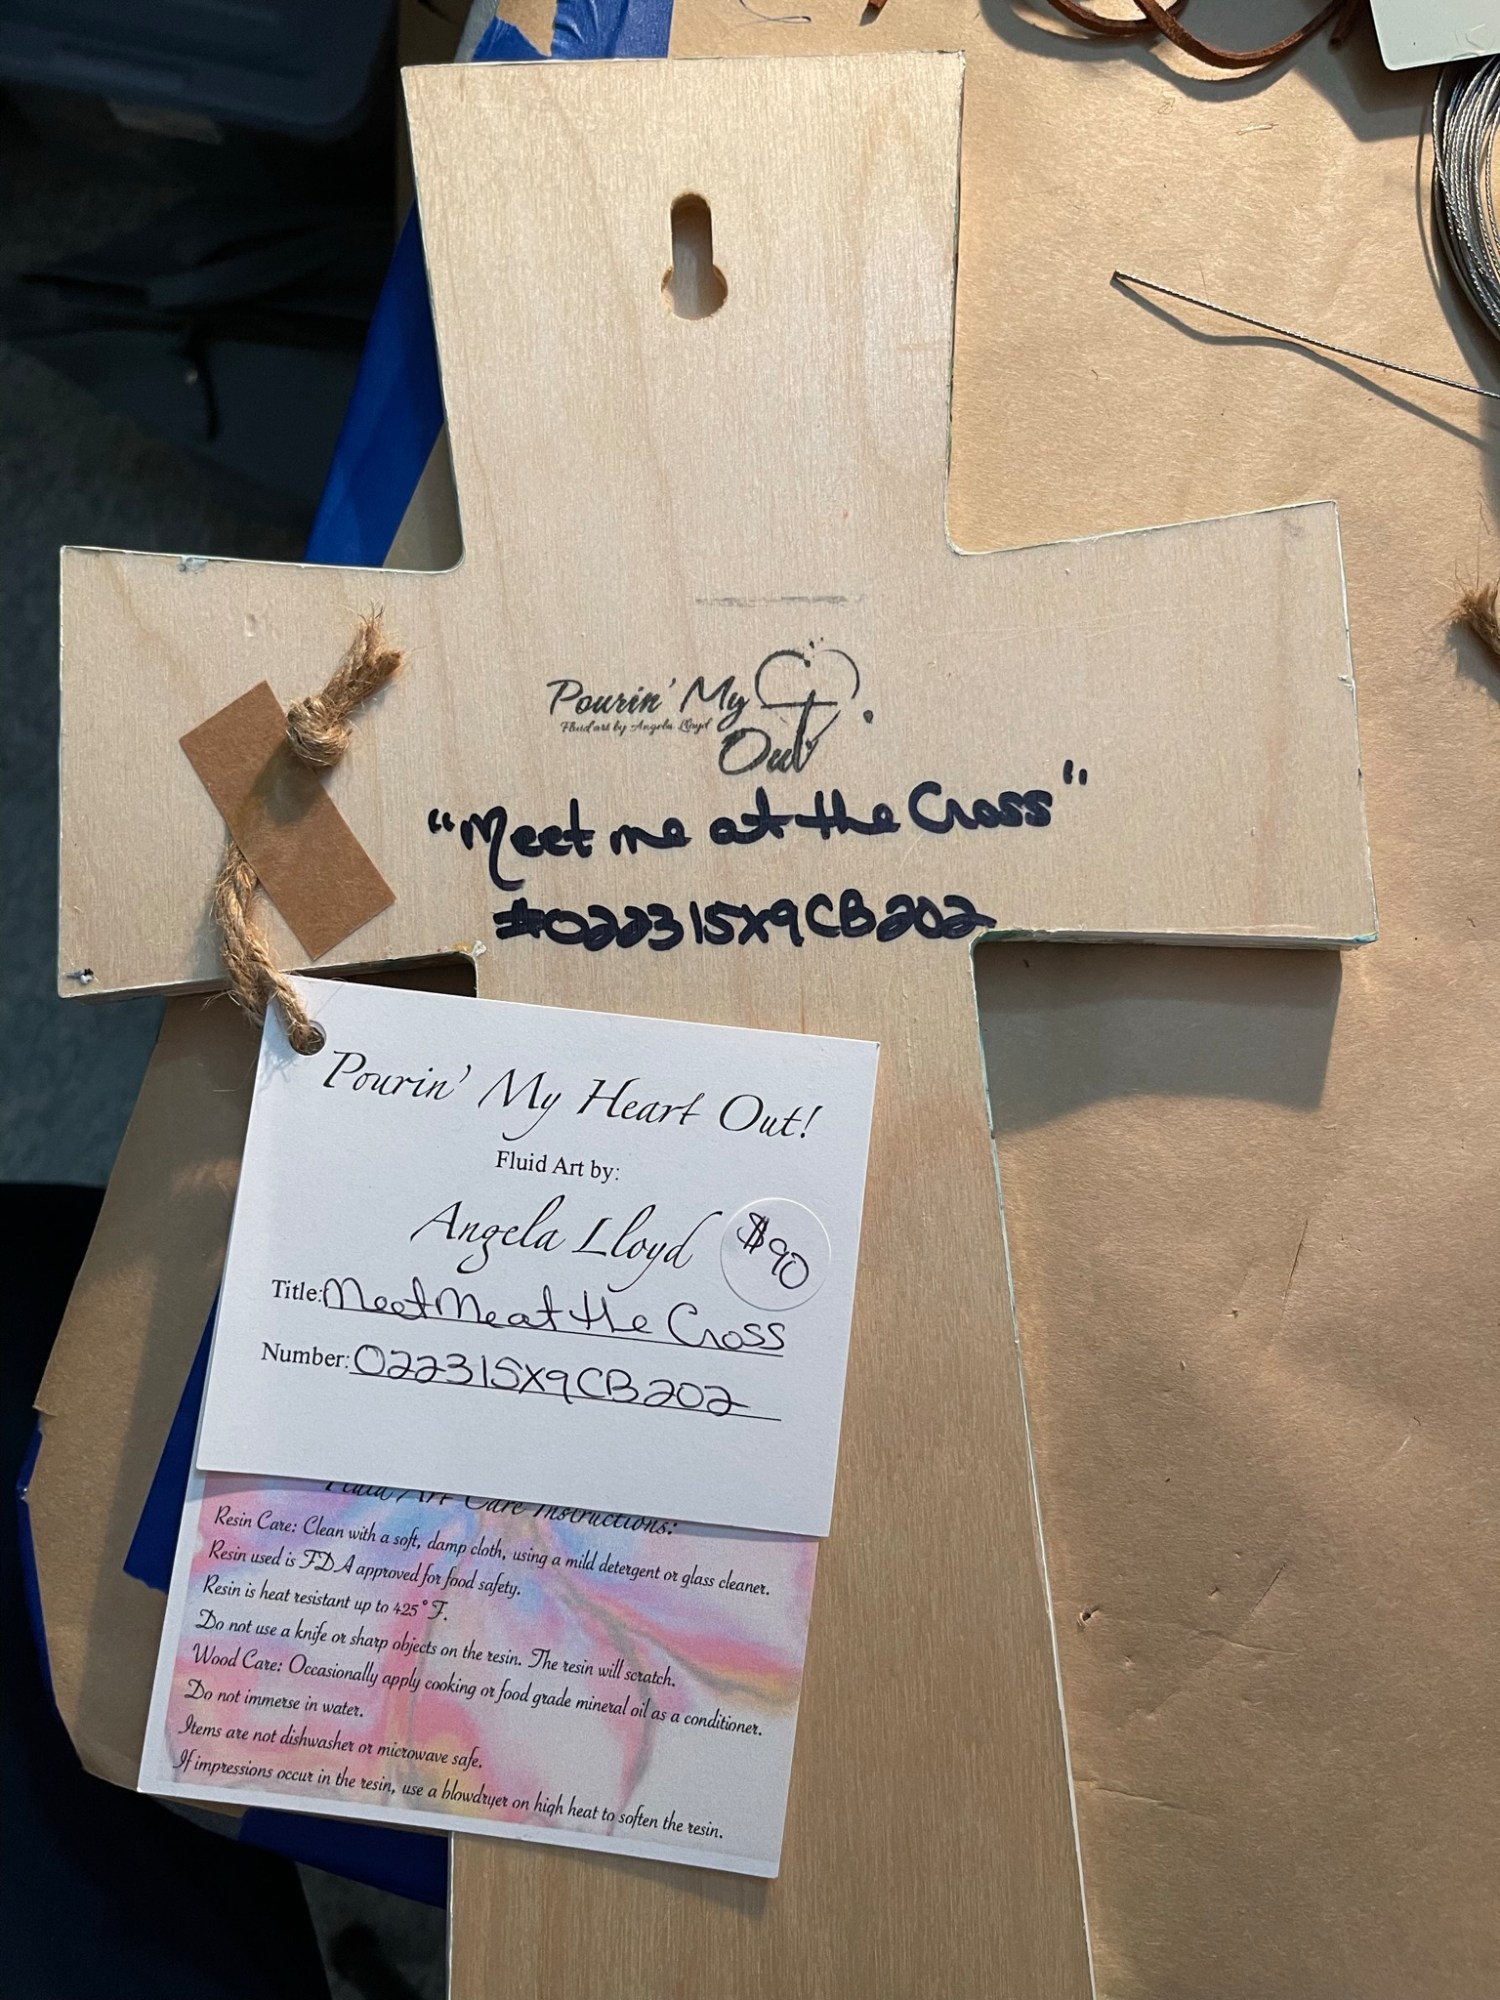 Pourin' My
Fluid art by Angela Lloyd
Out
"Meet me at the Cross"
#022315X9CB202
Pourin' My Heart Out!
Fluid Art by:
Angela Lloyd
$90
Title: Meet Me at the Cross
Number: 022315X9CB202
Fluid Art Care Instructions:
Resin Care: Clean with a soft, damp cloth, using a mild detergent or glass cleaner.
Resin used is FDA approved for food safety.
Resin is heat resistant up to 425° F.
Do not use a knife or sharp objects on the resin. The resin will scratch.
Wood Care: Occasionally apply cooking or food grade mineral oil as a conditioner.
Do not immerse in water.
Items are not dishwasher or microwave safe.
If impressions occur in the resin, use a blowdryer on high heat to soften the resin.